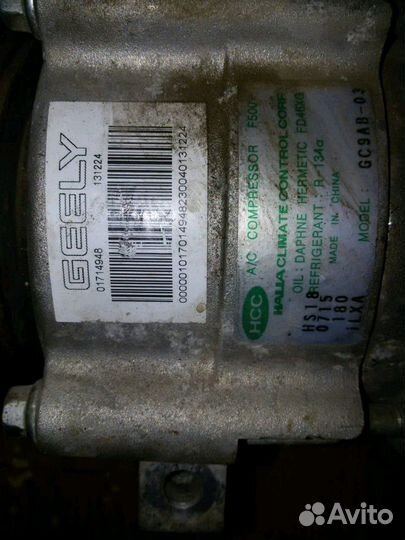 GEELY
01714948
131224
0000010170149482300040131224
HCC
A/C COMPRESSOR F500
HALLA CLIMATE CONTROL CORP.
OIL: DAPHNE HERMETIC FD46XG
REFRIGERANT. R-134a
MADE IN CHINA
MODEL: GC9AB-03
HS18
0715
180
1LXA
Avito